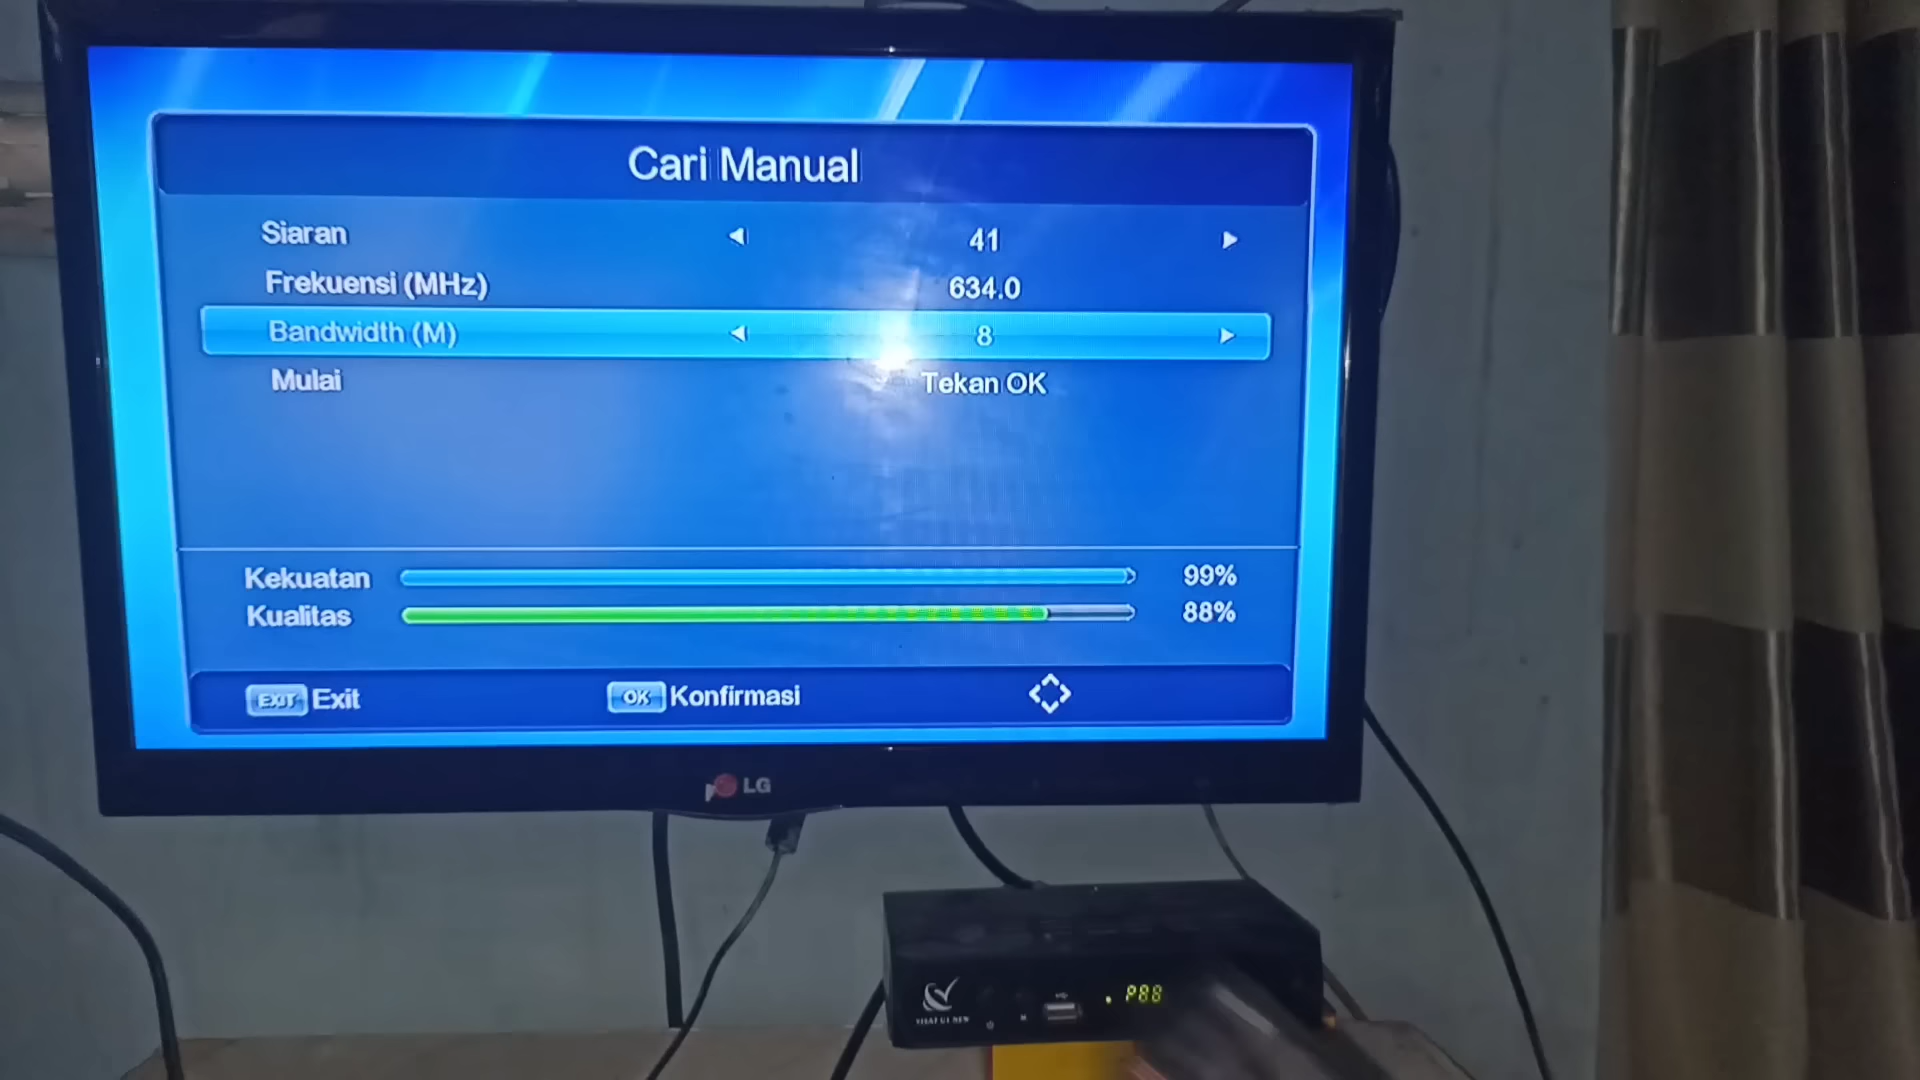 Cari Manual
Siaran 41
Frekuensi (MHz) 634.0
Bandwidth (M) 8
Mulai Tekan OK
Kekuatan 99%
Kualitas 88%
EXIT Exit OK Konfirmasi
LG
P88